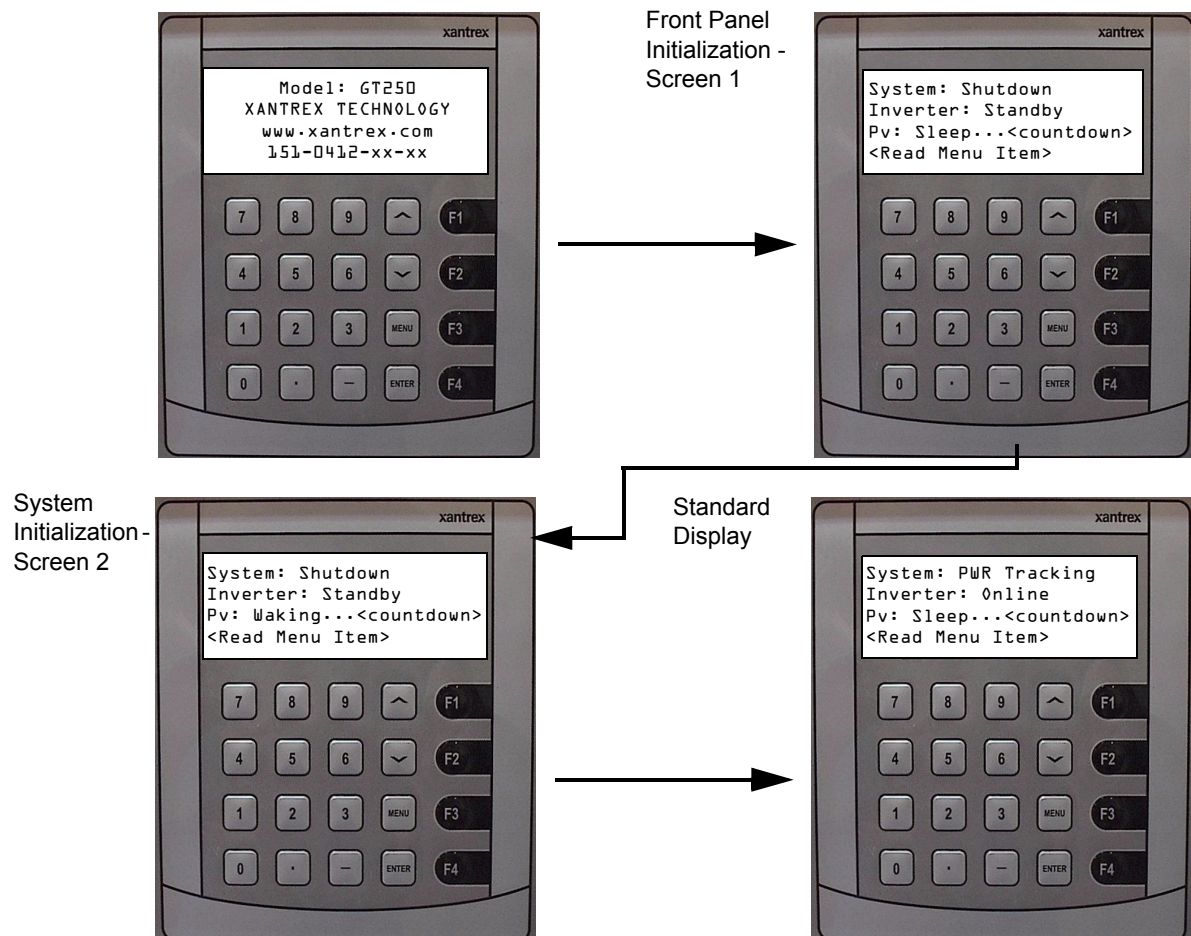 xantrex
Model: GT250
XANTREX TECHNOLOGY
www.xantrex.com
151-0412-xx-xx
7 8 9 F1
4 5 6 F2
1 2 3 MENU F3
0 . – ENTER F4
Front Panel
Initialization -
Screen 1
xantrex
System: Shutdown
Inverter: Standby
Pv: Sleep...<countdown>
<Read Menu Item>
7 8 9 F1
4 5 6 F2
1 2 3 MENU F3
0 . – ENTER F4
System
Initialization -
Screen 2
xantrex
System: Shutdown
Inverter: Standby
Pv: Waking...<countdown>
<Read Menu Item>
7 8 9 F1
4 5 6 F2
1 2 3 MENU F3
0 . – ENTER F4
Standard
Display
xantrex
System: PWR Tracking
Inverter: Online
Pv: Sleep...<countdown>
<Read Menu Item>
7 8 9 F1
4 5 6 F2
1 2 3 MENU F3
0 . – ENTER F4